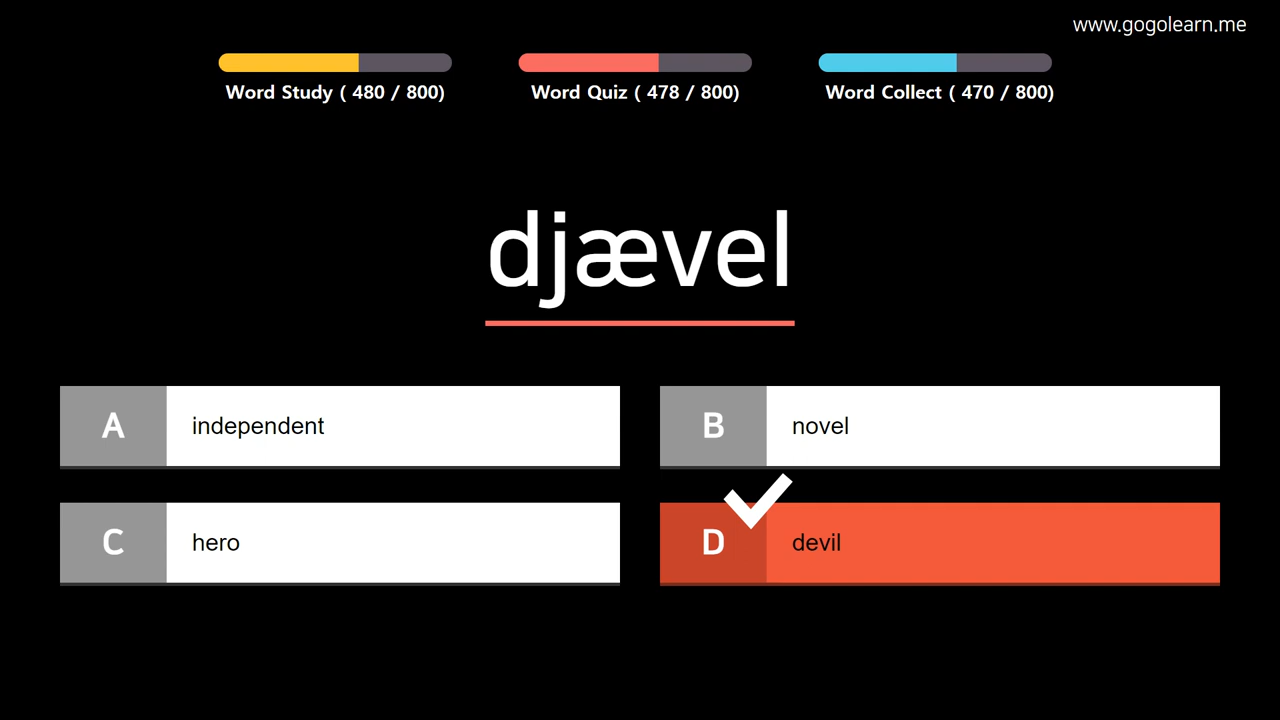 www.gogolearn.me
Word Study ( 480 / 800)
Word Quiz ( 478 / 800)
Word Collect ( 470 / 800)
djævel
A independent
B novel
C hero
D devil